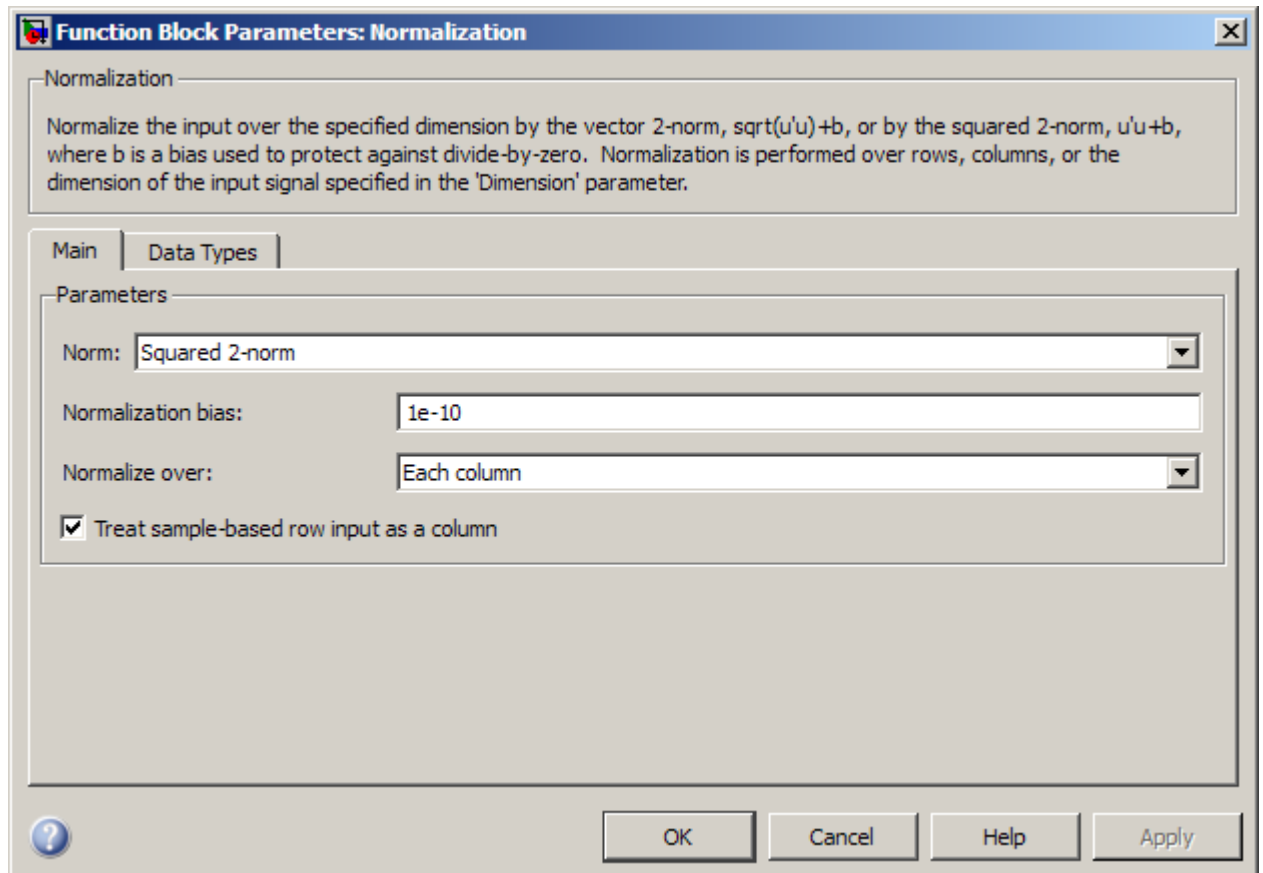 Function Block Parameters: Normalization
Normalization
Normalize the input over the specified dimension by the vector 2-norm, sqrt(u'u)+b, or by the squared 2-norm, u'u+b,
where b is a bias used to protect against divide-by-zero.  Normalization is performed over rows, columns, or the
dimension of the input signal specified in the 'Dimension' parameter.
Main Data Types
Parameters
Norm: Squared 2-norm
Normalization bias: 1e-10
Normalize over: Each column
Treat sample-based row input as a column
OK Cancel Help Apply